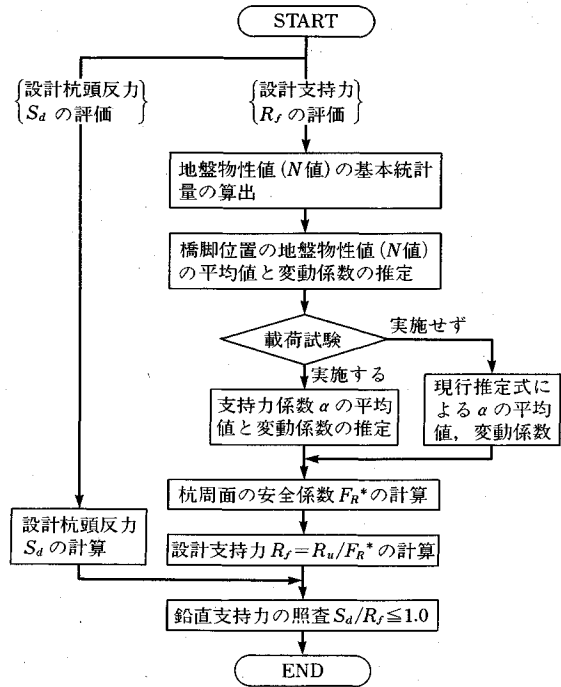 START
設計杭頭反力
S_d の評価
設計支持力
R_f の評価
地盤物性値(N値)の基本統計
量の算出
橋脚位置の地盤物性値(N値)
の平均値と変動係数の推定
載荷試験
実施せず
実施する
支持力係数 α の平均
値と変動係数の推定
現行推定式に
よる α の平均
値，変動係数
杭周面の安全係数 F_R* の計算
設計杭頭反力
S_d の計算
設計支持力 R_f=R_u/F_R* の計算
鉛直支持力の照査 S_d/R_f≦1.0
END